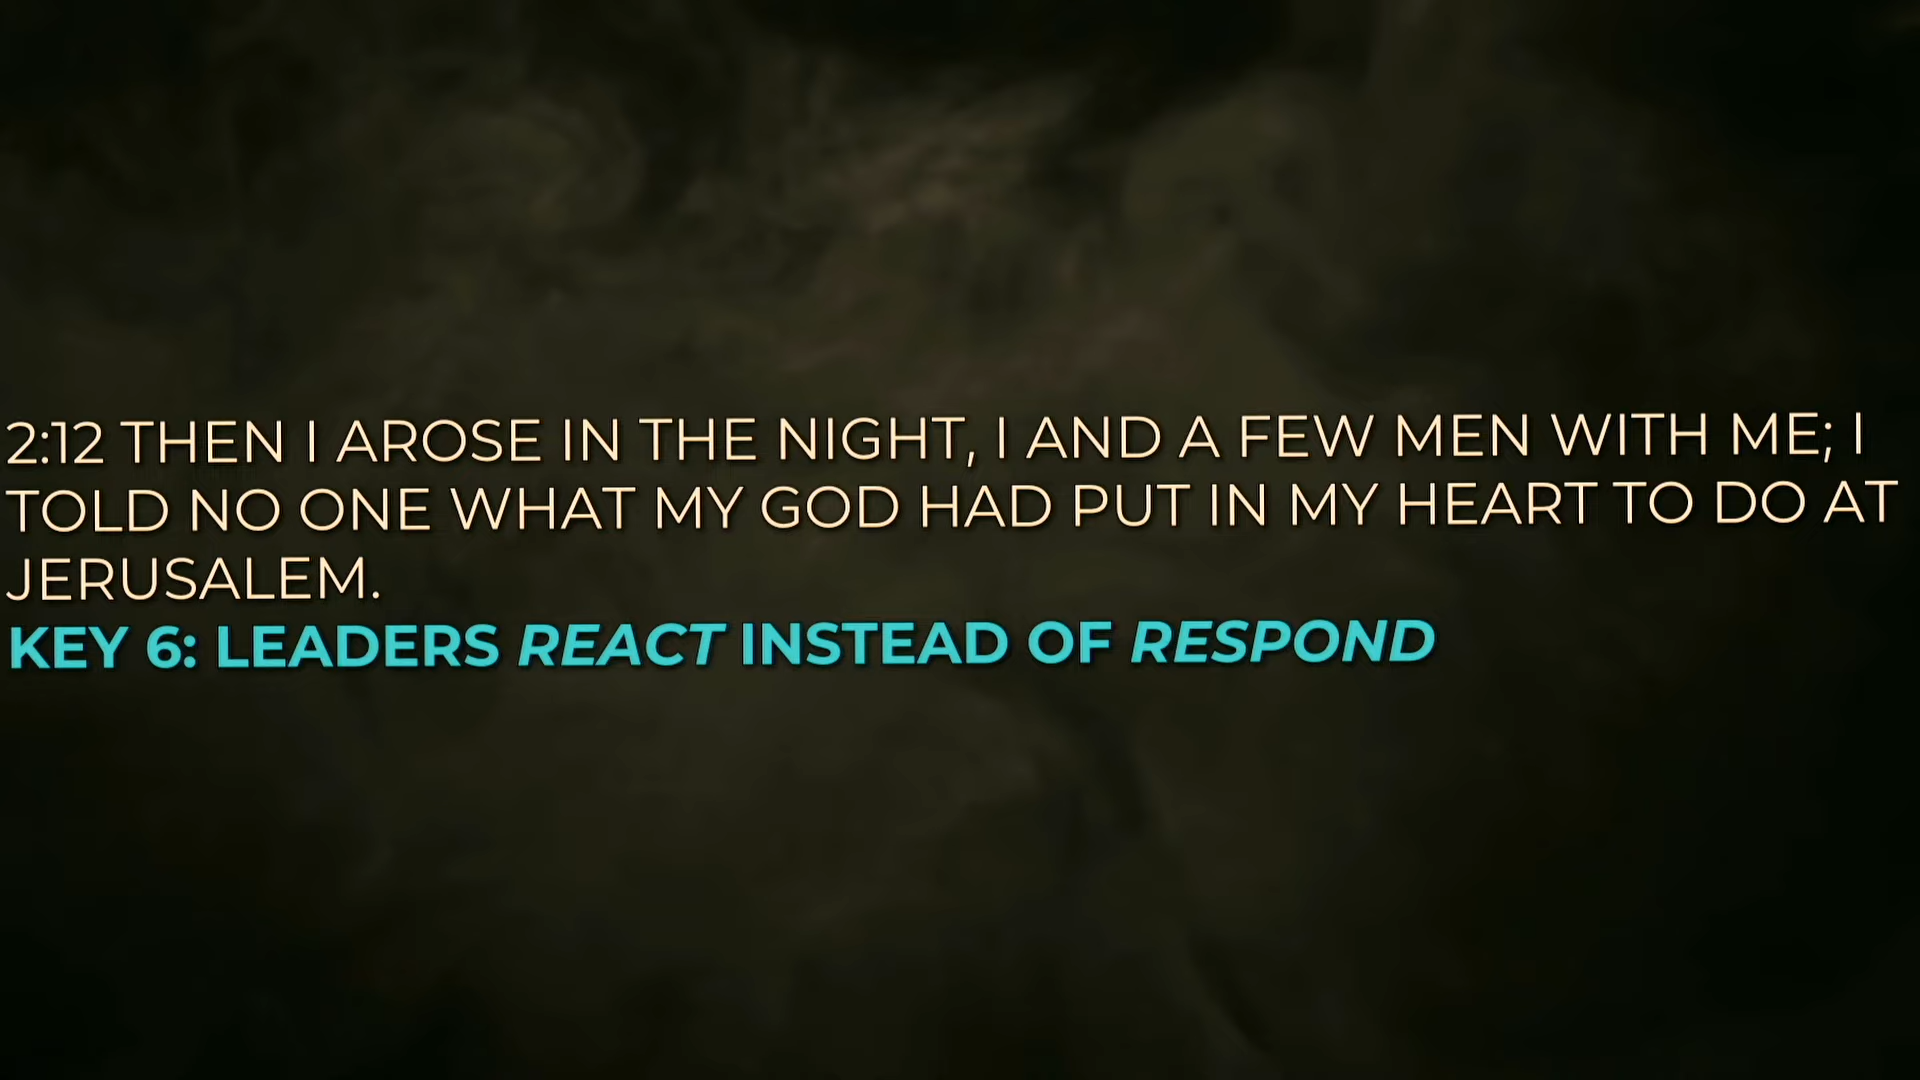 2:12 THEN I AROSE IN THE NIGHT, I AND A FEW MEN WITH ME; I
TOLD NO ONE WHAT MY GOD HAD PUT IN MY HEART TO DO AT
JERUSALEM.
KEY 6: LEADERS REACT INSTEAD OF RESPOND